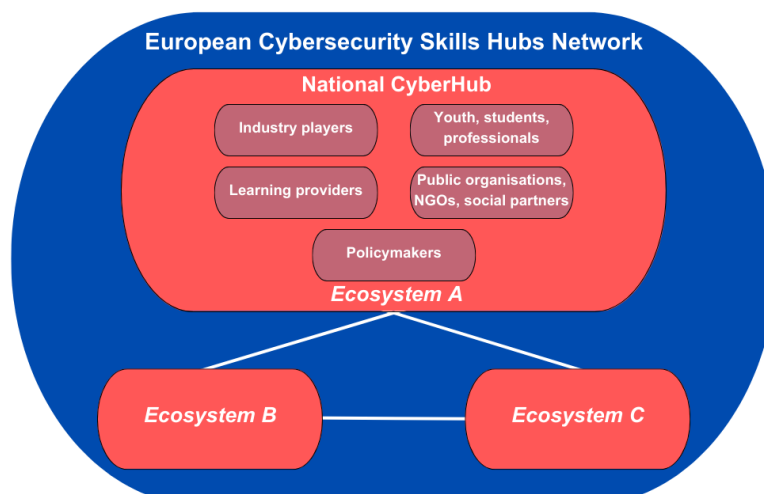 European Cybersecurity Skills Hubs Network
National CyberHub
Industry players
Youth, students,
professionals
Learning providers
Public organisations,
NGOs, social partners
Policymakers
Ecosystem A
Ecosystem B
Ecosystem C